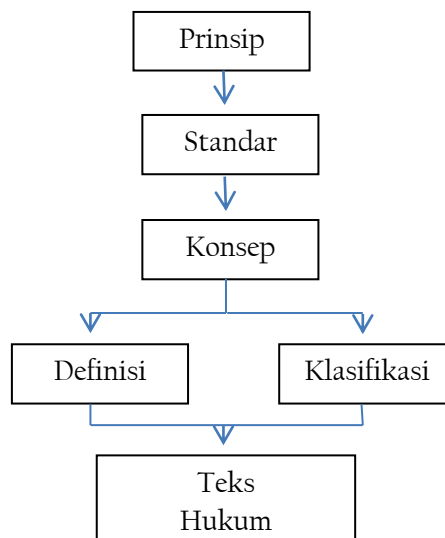 Prinsip
Standar
Konsep
Definisi
Klasifikasi
Teks
Hukum